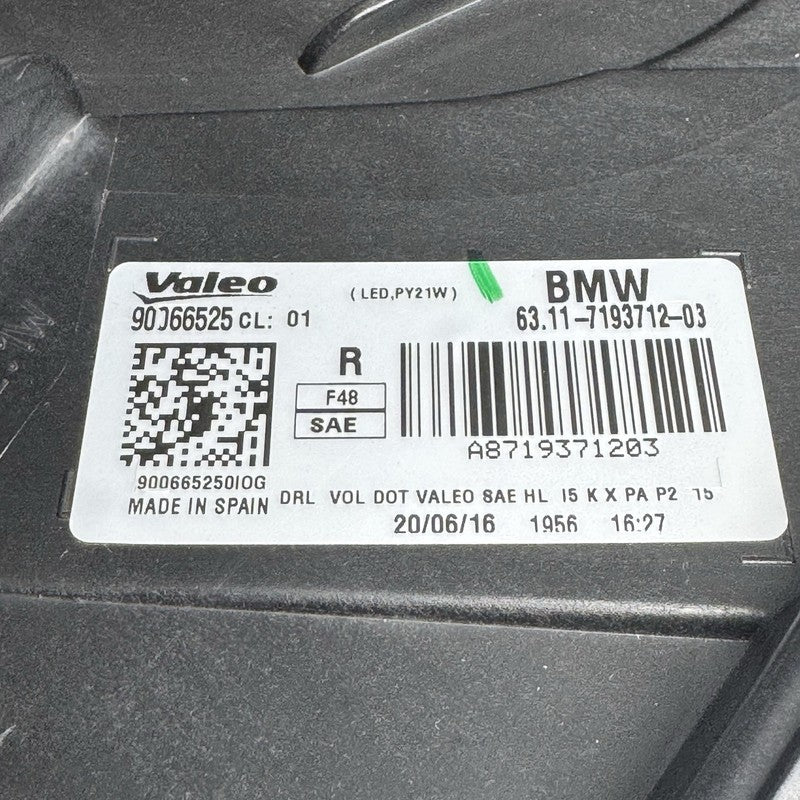 Valeo
(LED,PY21W)
BMW
90066525 CL: 01
63.11-7193712-03
R
F48
SAE
A8719371203
90066525010G
MADE IN SPAIN
DRL VOL DOT VALEO SAE HL I5 K X PA P2 15
20/06/16 1956 16:27